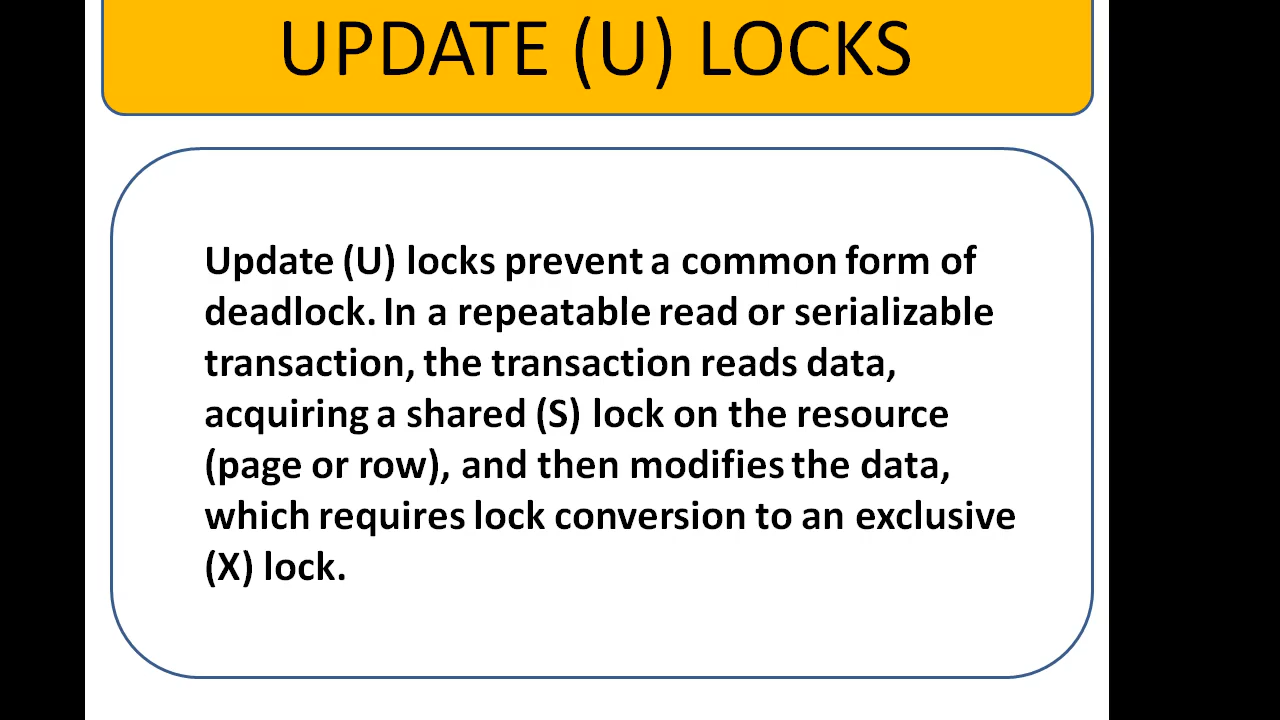 UPDATE (U) LOCKS
Update (U) locks prevent a common form of
deadlock. In a repeatable read or serializable
transaction, the transaction reads data,
acquiring a shared (S) lock on the resource
(page or row), and then modifies the data,
which requires lock conversion to an exclusive
(X) lock.